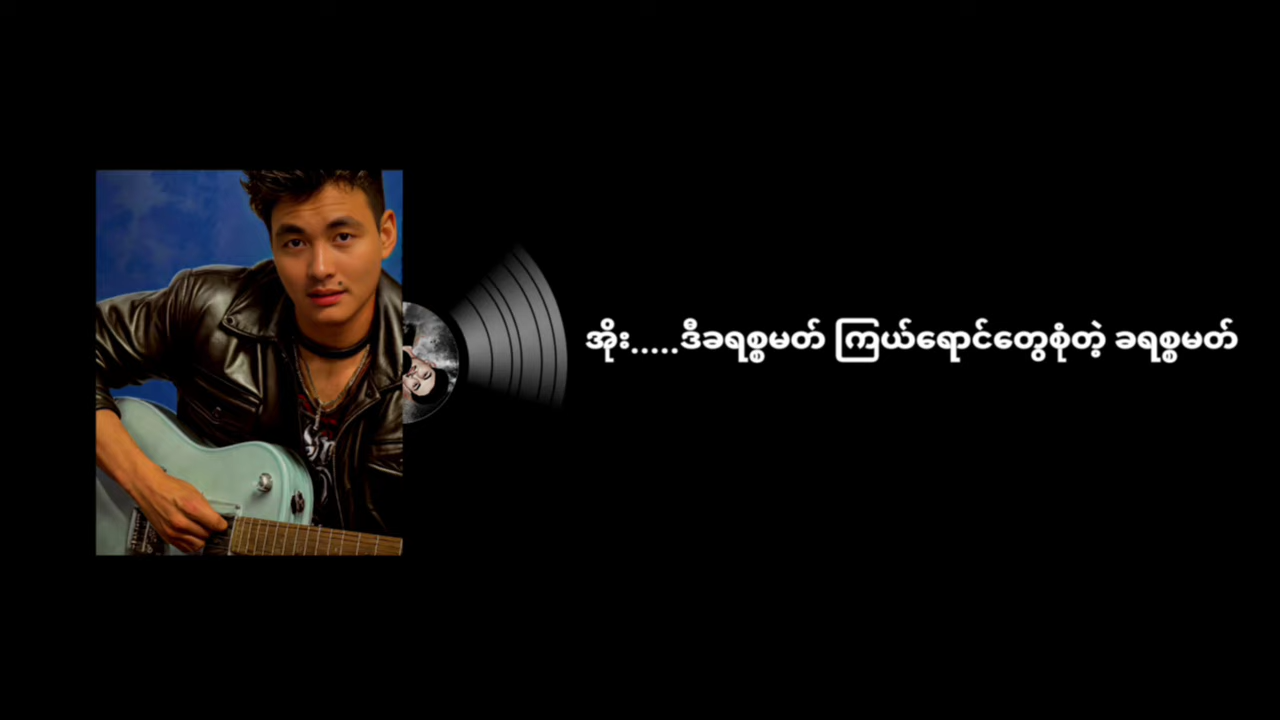 အိုး.....ဒီခရစ္စမတ် ကြယ်ရောင်တွေစုံတဲ့ ခရစ္စမတ်